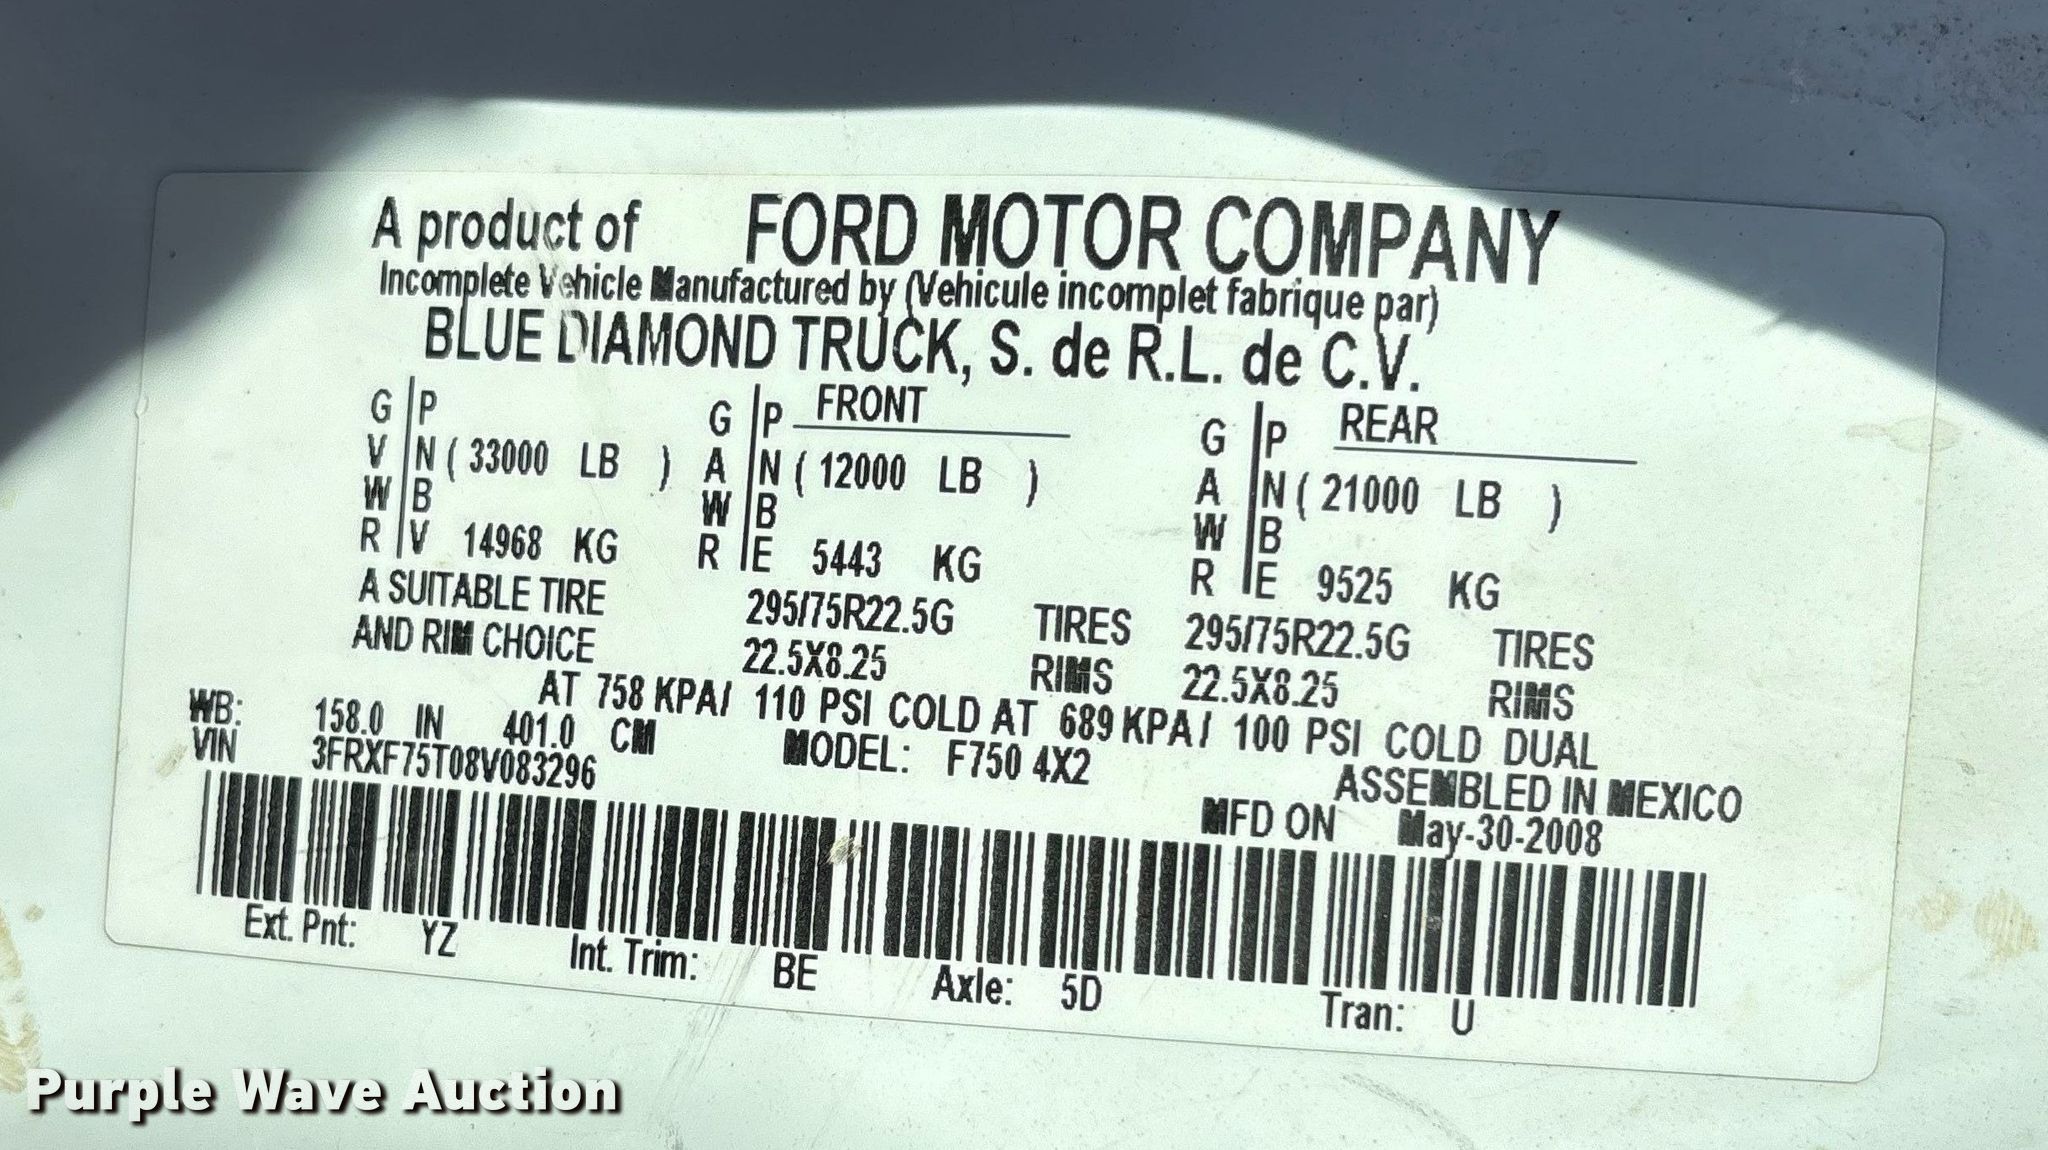 A product of FORD MOTOR COMPANY
Incomplete Vehicle Manufactured by (Vehicule incomplet fabrique par)
BLUE DIAMOND TRUCK, S. de R.L. de C.V.
G P G P FRONT G P REAR
V N ( 33000 LB ) A N ( 12000 LB ) A N ( 21000 LB )
W B W B W B
R V 14968 KG R E 5443 KG R E 9525 KG
A SUITABLE TIRE 295/75R22.5G TIRES 295/75R22.5G TIRES
AND RIM CHOICE 22.5X8.25 RIMS 22.5X8.25 RIMS
AT 758 KPA/ 110 PSI COLD AT 689 KPA/ 100 PSI COLD DUAL
WB: 158.0 IN 401.0 CM MODEL: F750 4X2
ASSEMBLED IN MEXICO
VIN 3FRXF75T08V083296
MFD ON May-30-2008
Ext. Pnt: YZ Int. Trim: BE Axle: 5D Tran: U
Purple Wave Auction